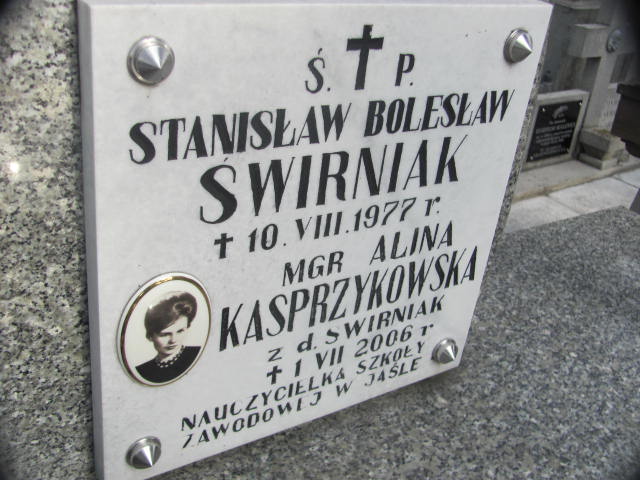 Ś. P.
STANISŁAW BOLESŁAW
ŚWIRNIAK
10. VIII. 1977 r.
MGR ALINA
KASPRZYKOWSKA
z d. ŚWIRNIAK
1 VII 2006 r
NAUCZYCIELKA SZKOŁY
ZAWODOWEJ W JAŚLE